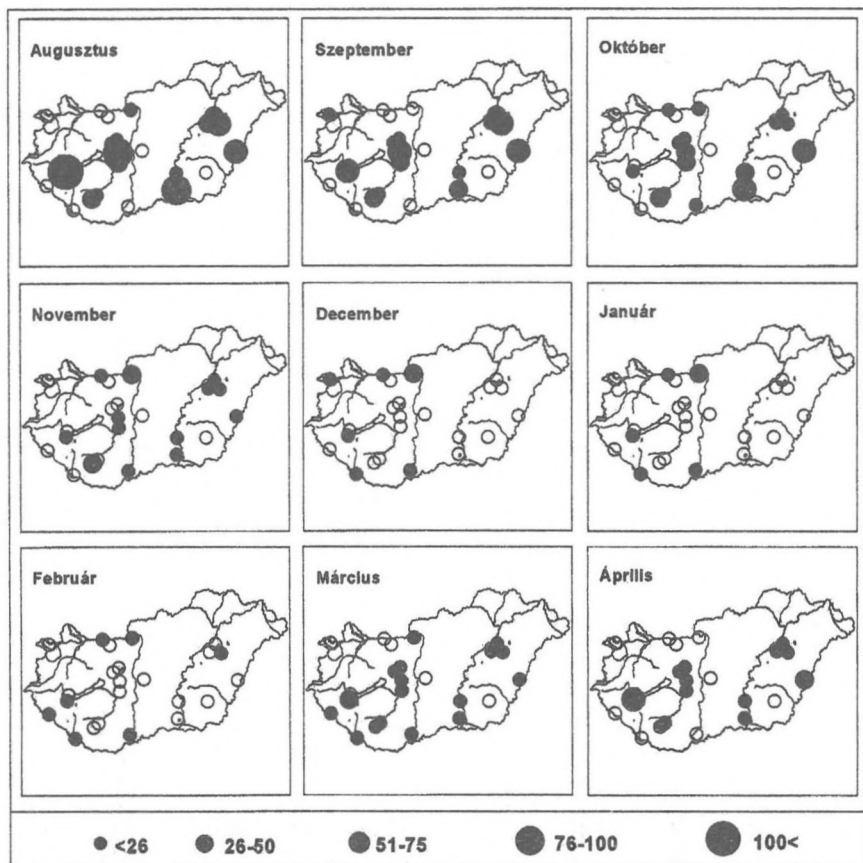 Augusztus
Szeptember
Október
November
December
Január
Február
Március
Április
<26
26-50
51-75
76-100
100<